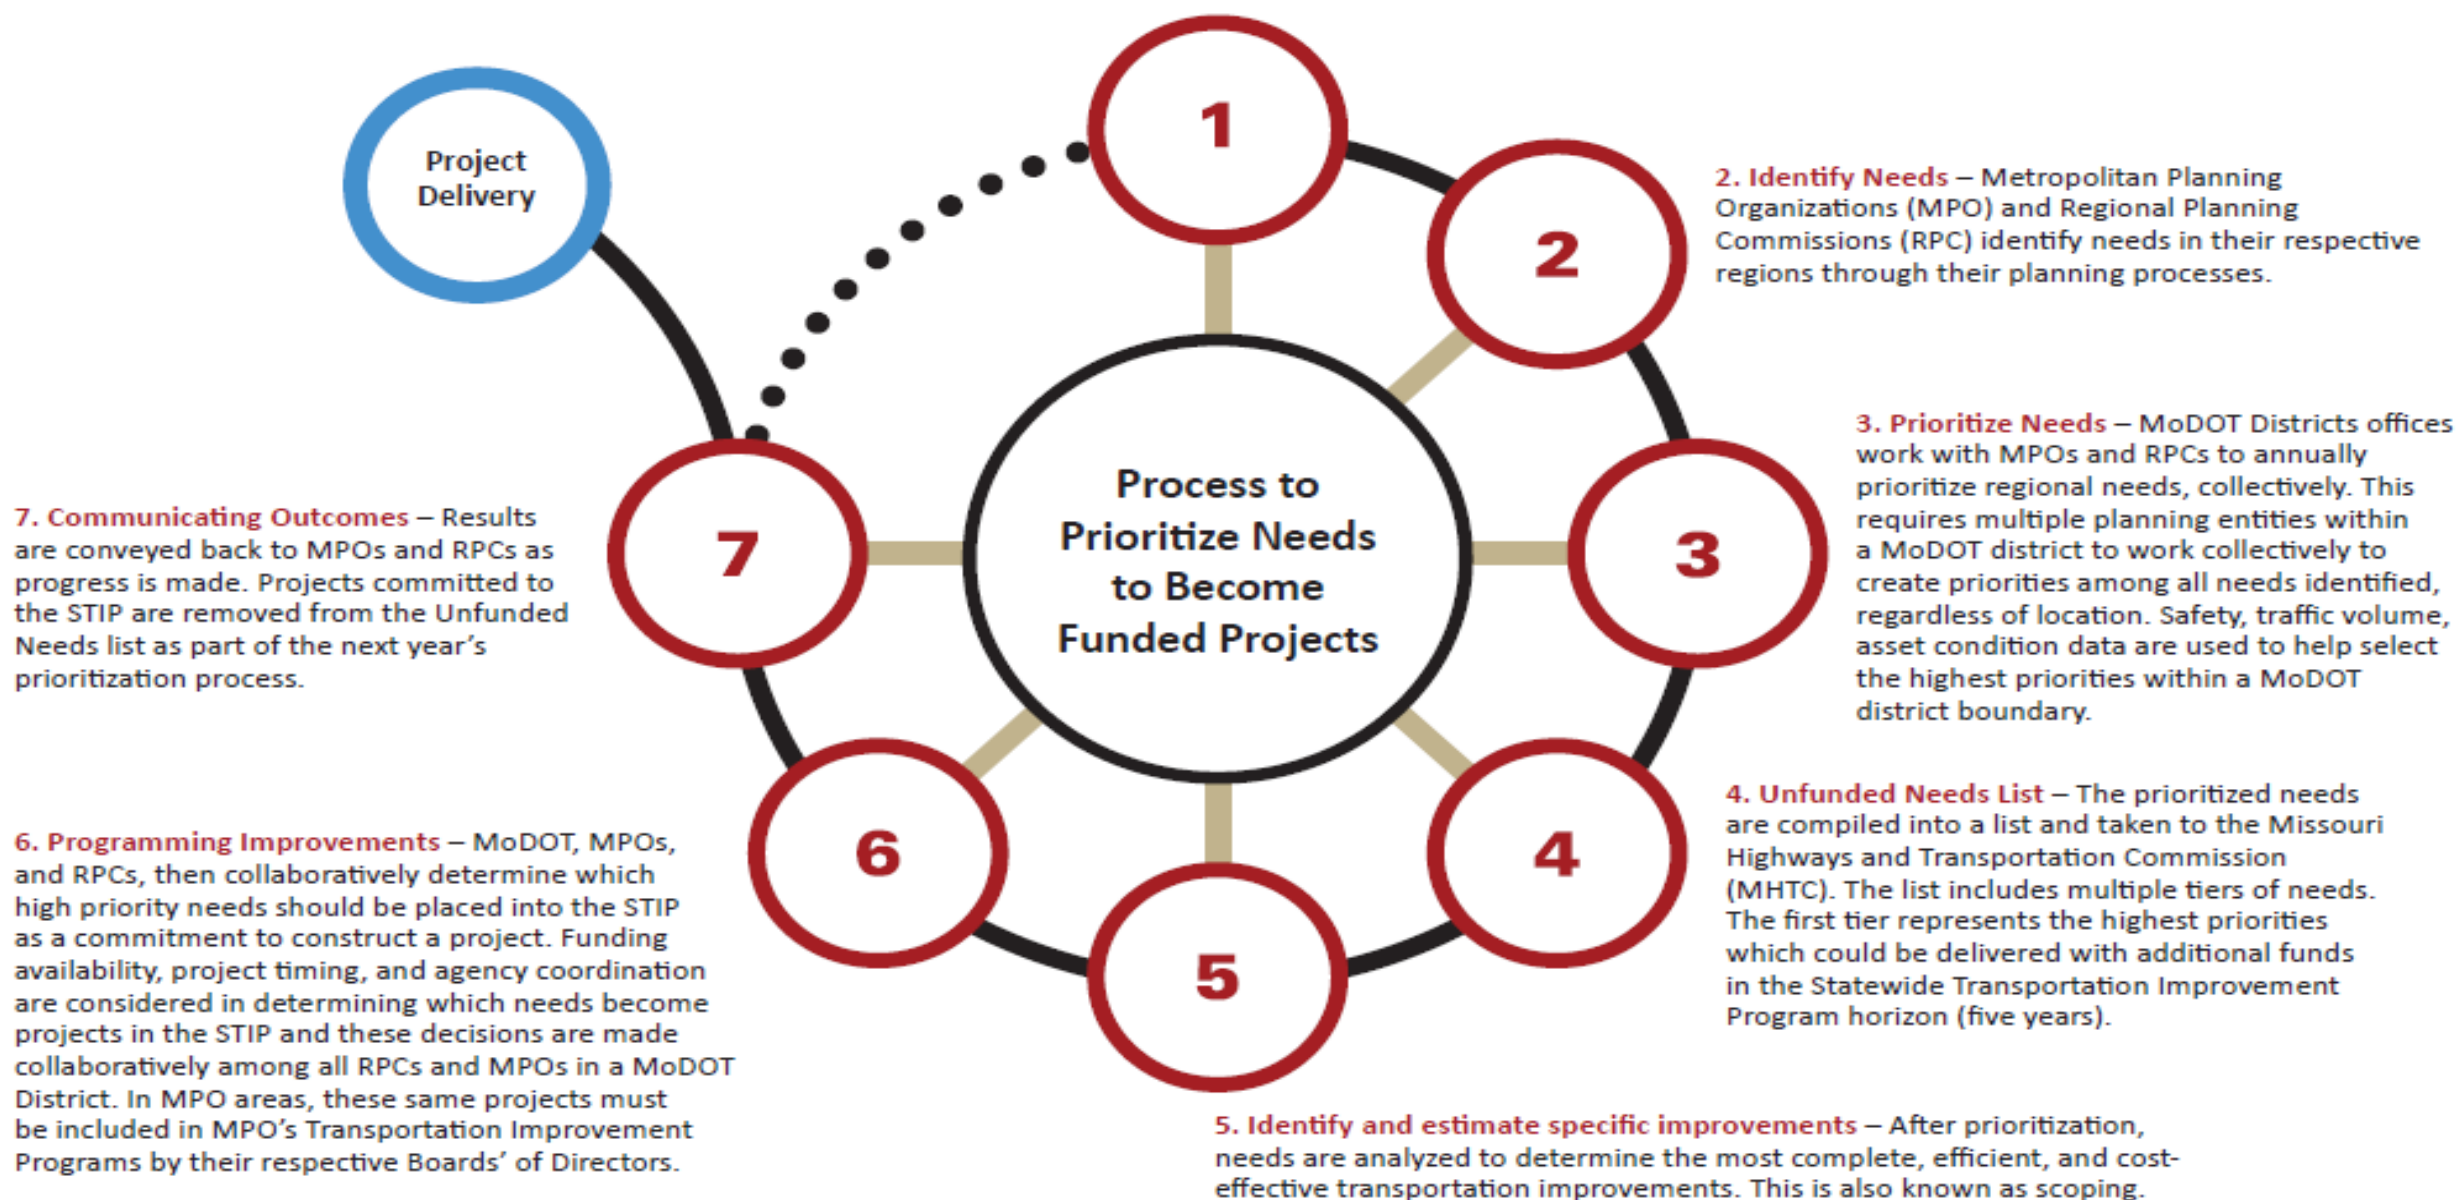 Project
Delivery
1
2
3
4
5
6
7
Process to
Prioritize Needs
to Become
Funded Projects
2. Identify Needs – Metropolitan Planning
Organizations (MPO) and Regional Planning
Commissions (RPC) identify needs in their respective
regions through their planning processes.
3. Prioritize Needs – MoDOT Districts offices
work with MPOs and RPCs to annually
prioritize regional needs, collectively. This
requires multiple planning entities within
a MoDOT district to work collectively to
create priorities among all needs identified,
regardless of location. Safety, traffic volume,
asset condition data are used to help select
the highest priorities within a MoDOT
district boundary.
4. Unfunded Needs List – The prioritized needs
are compiled into a list and taken to the Missouri
Highways and Transportation Commission
(MHTC). The list includes multiple tiers of needs.
The first tier represents the highest priorities
which could be delivered with additional funds
in the Statewide Transportation Improvement
Program horizon (five years).
5. Identify and estimate specific improvements – After prioritization,
needs are analyzed to determine the most complete, efficient, and cost-
effective transportation improvements. This is also known as scoping.
6. Programming Improvements – MoDOT, MPOs,
and RPCs, then collaboratively determine which
high priority needs should be placed into the STIP
as a commitment to construct a project. Funding
availability, project timing, and agency coordination
are considered in determining which needs become
projects in the STIP and these decisions are made
collaboratively among all RPCs and MPOs in a MoDOT
District. In MPO areas, these same projects must
be included in MPO’s Transportation Improvement
Programs by their respective Boards’ of Directors.
7. Communicating Outcomes – Results
are conveyed back to MPOs and RPCs as
progress is made. Projects committed to
the STIP are removed from the Unfunded
Needs list as part of the next year’s
prioritization process.